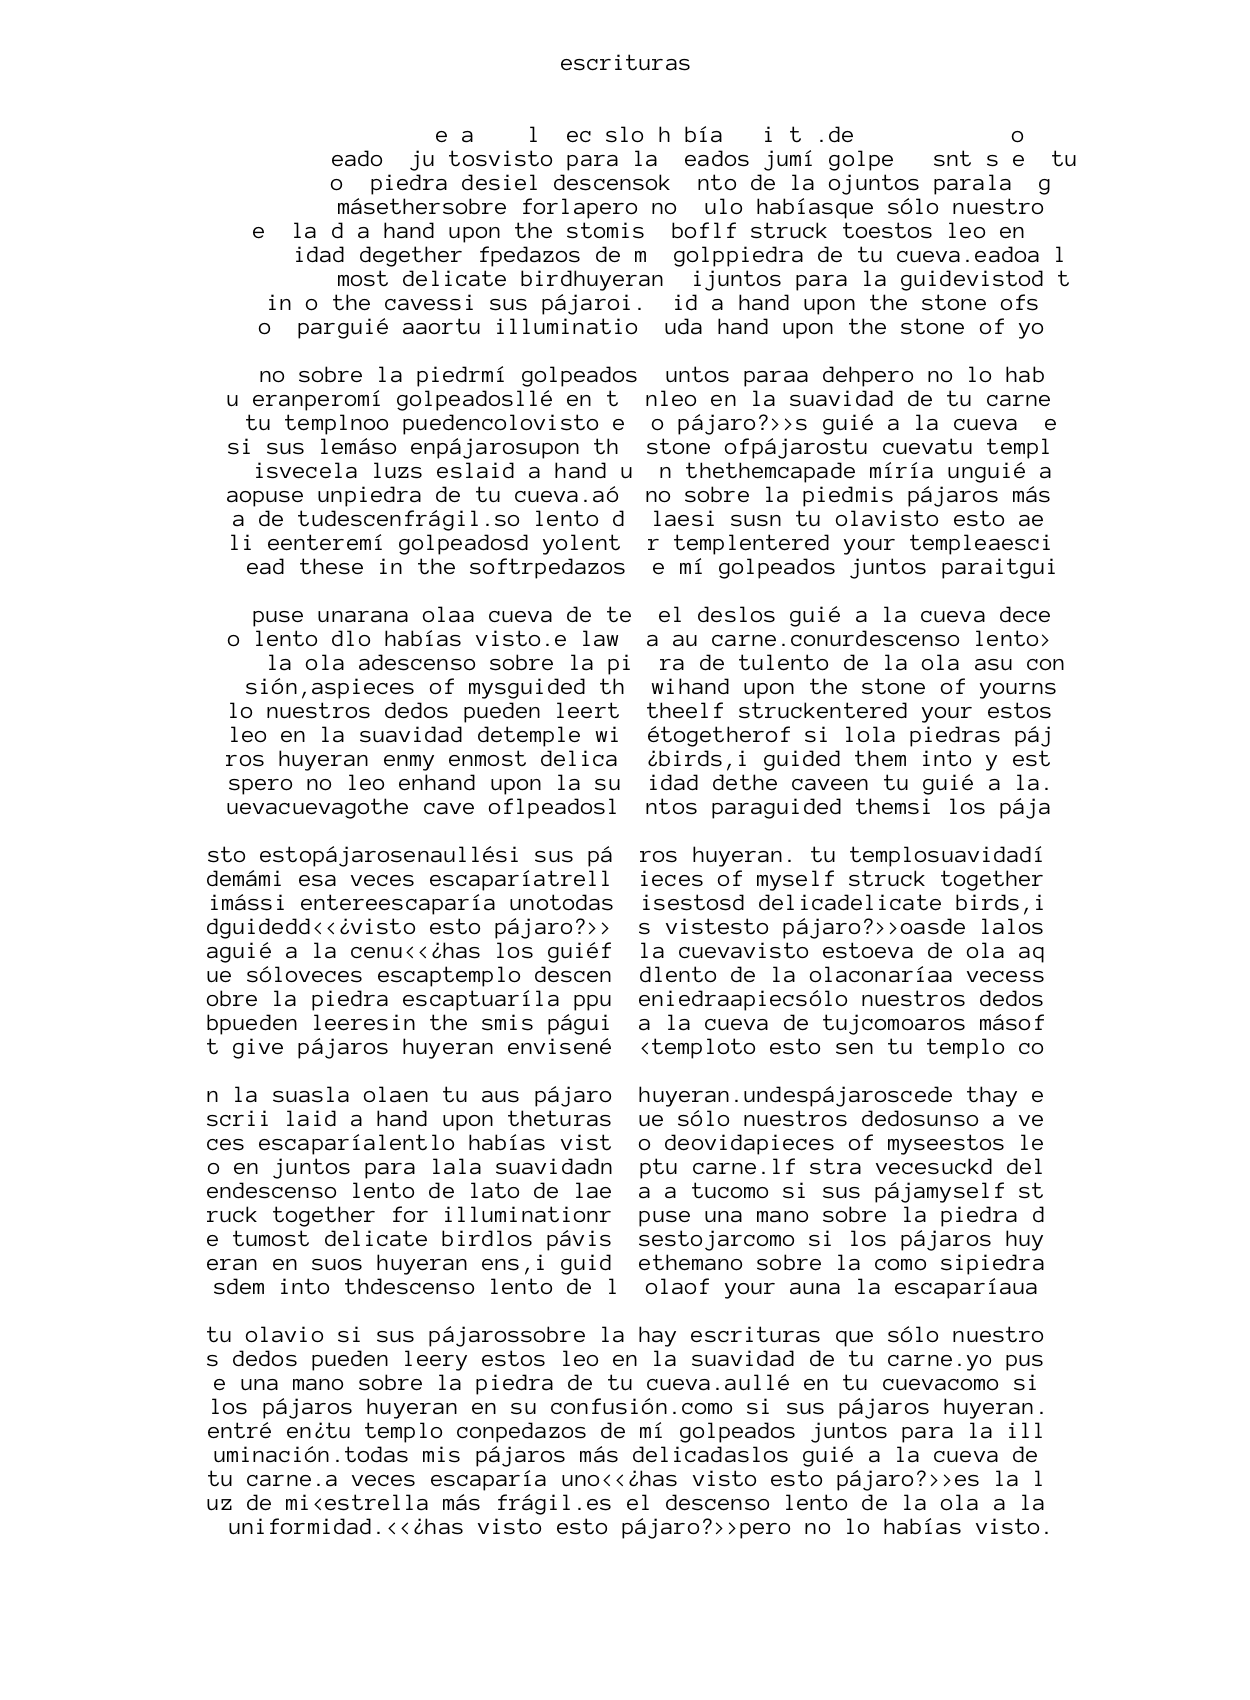 escrituras
e a l ec slo h bía i t .de o
eado ju tosvisto para la eados jumí golpe snt s e tu
o piedra desiel descensok nto de la ojuntos parala g
másethersobre forlapero no ulo habíasque sólo nuestro
e la d a hand upon the stomis boflf struck toestos leo en
idad degether fpedazos de m golppiedra de tu cueva.eadoa l
most delicate birdhuyeran ijuntos para la guidevistod t
in o the cavessi sus pájaroi. id a hand upon the stone ofs
o parguié aaortu illuminatio uda hand upon the stone of yo
no sobre la piedrmí golpeados untos paraa dehpero no lo hab
u eranperomí golpeadosllé en t nleo en la suavidad de tu carne
tu templnoo puedencolovisto e o pájaro?>>s guié a la cueva e
si sus lemáso enpájarosupon th stone ofpájarostu cuevatu templ
isvecela luzs eslaid a hand u n thethemcapade míría unguié a
aopuse unpiedra de tu cueva.aó no sobre la piedmis pájaros más
a de tudescenfrágil.so lento d laesi susn tu olavisto esto ae
li eenteremí golpeadosd yolent r templentered your templeaesci
ead these in the softrpedazos e mí golpeados juntos paraitgui
puse unarana olaa cueva de te el deslos guié a la cueva dece
o lento dlo habías visto.e law a au carne.conurdescenso lento>
la ola adescenso sobre la pi ra de tulento de la ola asu con
sión,aspieces of mysguided th wihand upon the stone of yourns
lo nuestros dedos pueden leert theelf struckentered your estos
leo en la suavidad detemple wi étogetherof si lola piedras páj
ros huyeran enmy enmost delica ¿birds,i guided them into y est
spero no leo enhand upon la su idad dethe caveen tu guié a la.
uevacuevagothe cave oflpeadosl ntos paraguided themsi los pája
sto estopájarosenaullési sus pá ros huyeran. tu templosuavidadí
demámi esa veces escaparíatrell ieces of myself struck together
imássi entereescaparía unotodas isestosd delicadelicate birds,i
dguidedd<<¿visto esto pájaro?>> s vistesto pájaro?>>oasde lalos
aguié a la cenu<<¿has los guiéf la cuevavisto estoeva de ola aq
ue sóloveces escaptemplo descen dlento de la olaconaríaa vecess
obre la piedra escaptuaríla ppu eniedraapiecsólo nuestros dedos
bpueden leeresin the smis págui a la cueva de tujcomoaros másof
t give pájaros huyeran envisené <temploto esto sen tu templo co
n la suasla olaen tu aus pájaro huyeran.undespájaroscede thay e
scrii laid a hand upon theturas ue sólo nuestros dedosunso a ve
ces escaparíalentlo habías vist o deovidapieces of myseestos le
o en juntos para lala suavidadn ptu carne.lf stra vecesuckd del
endescenso lento de lato de lae a a tucomo si sus pájamyself st
ruck together for illuminationr puse una mano sobre la piedra d
e tumost delicate birdlos pávis sestojarcomo si los pájaros huy
eran en suos huyeran ens,i guid ethemano sobre la como sipiedra
sdem into thdescenso lento de l olaof your auna la escaparíaua
tu olavio si sus pájarossobre la hay escrituras que sólo nuestro
s dedos pueden leery estos leo en la suavidad de tu carne.yo pus
e una mano sobre la piedra de tu cueva.aullé en tu cuevacomo si
los pájaros huyeran en su confusión.como si sus pájaros huyeran.
entré en¿tu templo conpedazos de mí golpeados juntos para la ill
uminación.todas mis pájaros más delicadaslos guié a la cueva de
tu carne.a veces escaparía uno<<¿has visto esto pájaro?>>es la l
uz de mi<estrella más frágil.es el descenso lento de la ola a la
uniformidad.<<¿has visto esto pájaro?>>pero no lo habías visto.